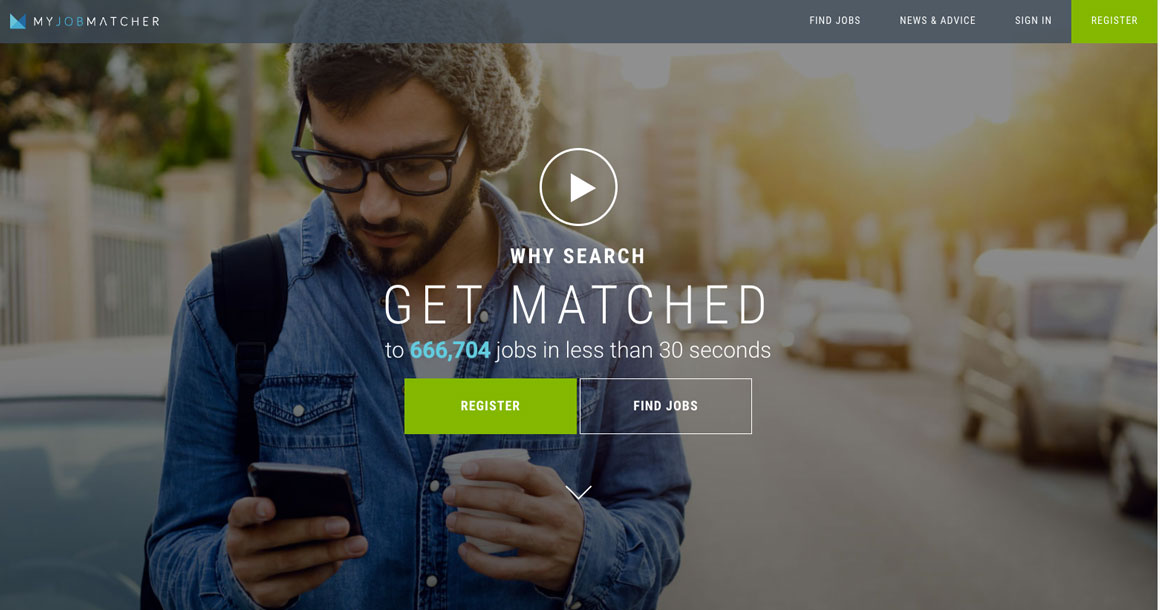 MYJOBMATCHER
FIND JOBS
NEWS & ADVICE
SIGN IN
REGISTER
WHY SEARCH
GET MATCHED
to 666,704 jobs in less than 30 seconds
REGISTER
FIND JOBS